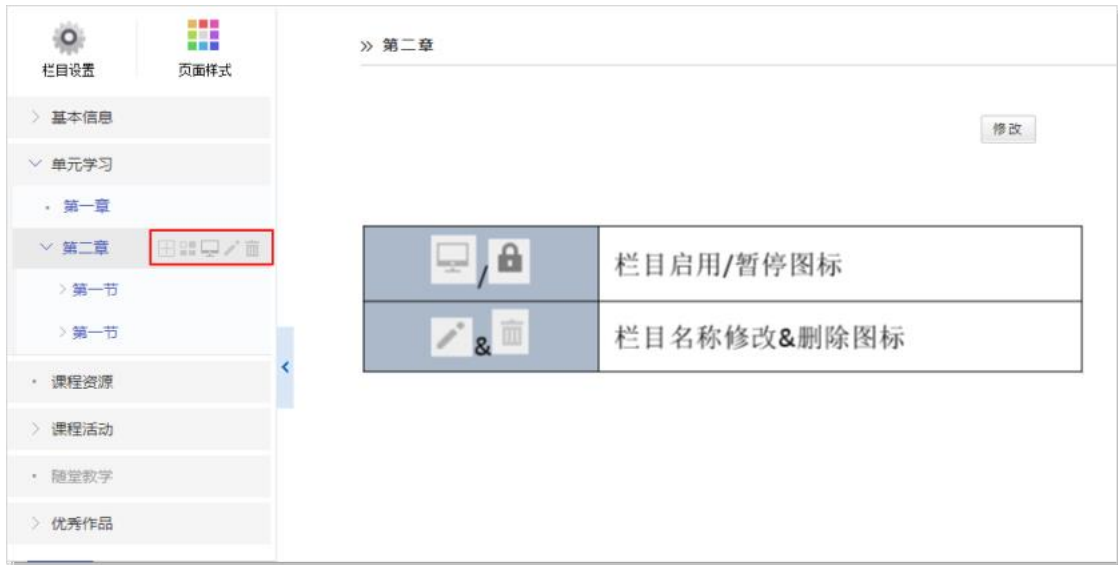 栏目设置
页面样式
基本信息
单元学习
第一章
第二章
第一节
第一节
课程资源
课程活动
随堂教学
优秀作品
» 第二章
修改
/
栏目启用/暂停图标
&
栏目名称修改&删除图标